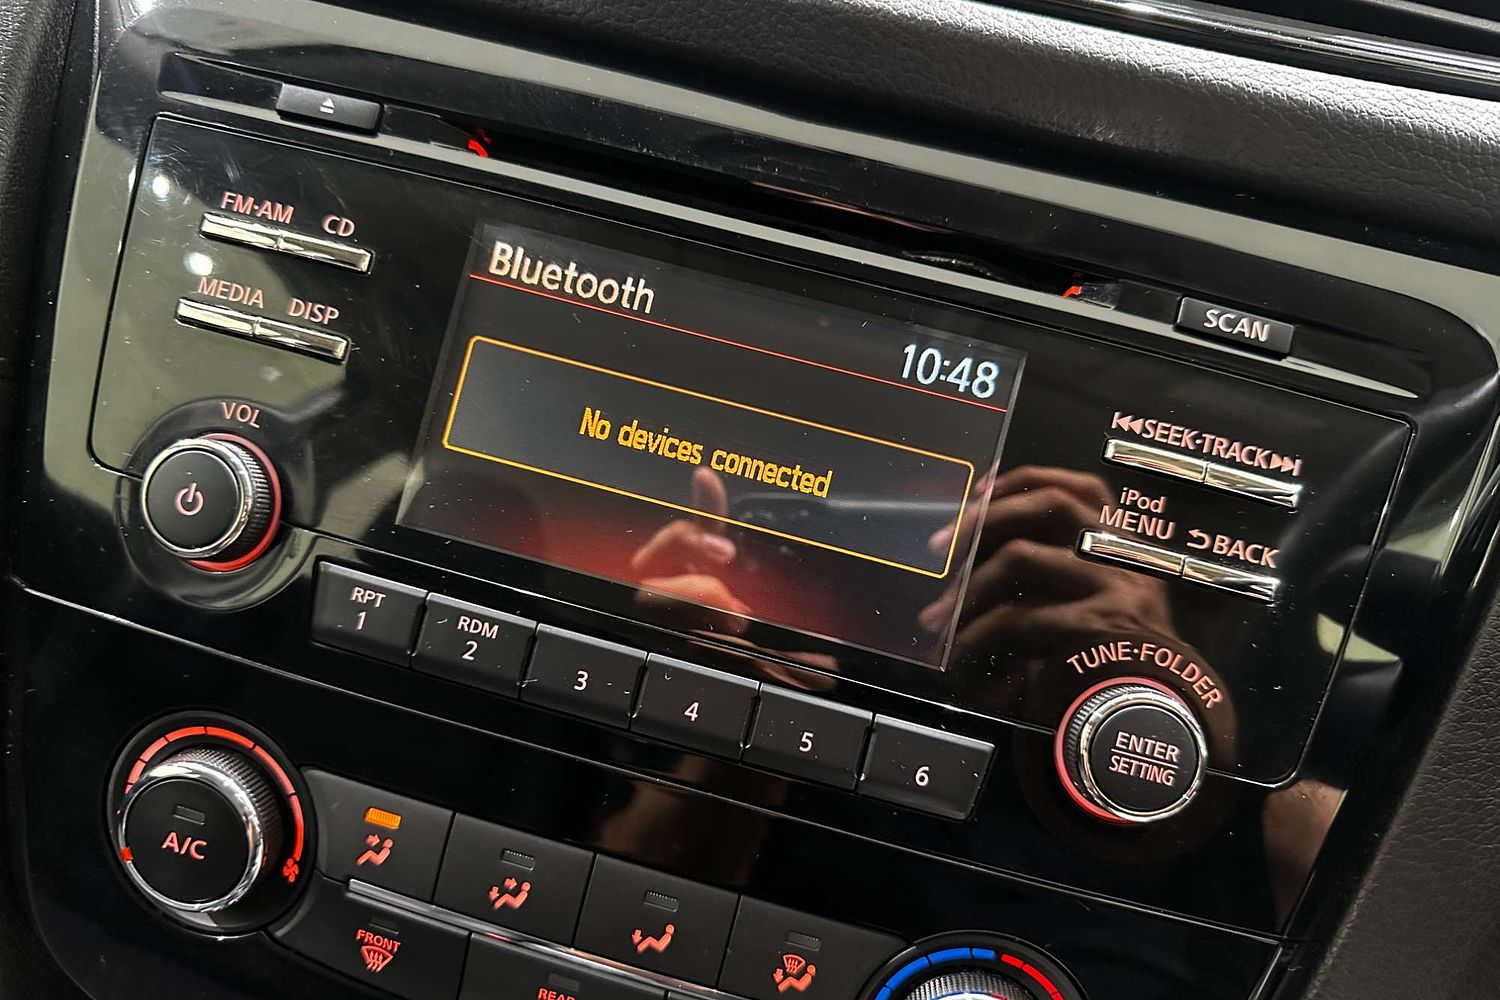 FM·AM CD
MEDIA DISP
VOL
Bluetooth
10:48
No devices connected
SCAN
SEEK·TRACK
iPod
MENU BACK
TUNE·FOLDER
ENTER
SETTING
RPT
1
RDM
2
3
4
5
6
A/C
FRONT
REAR